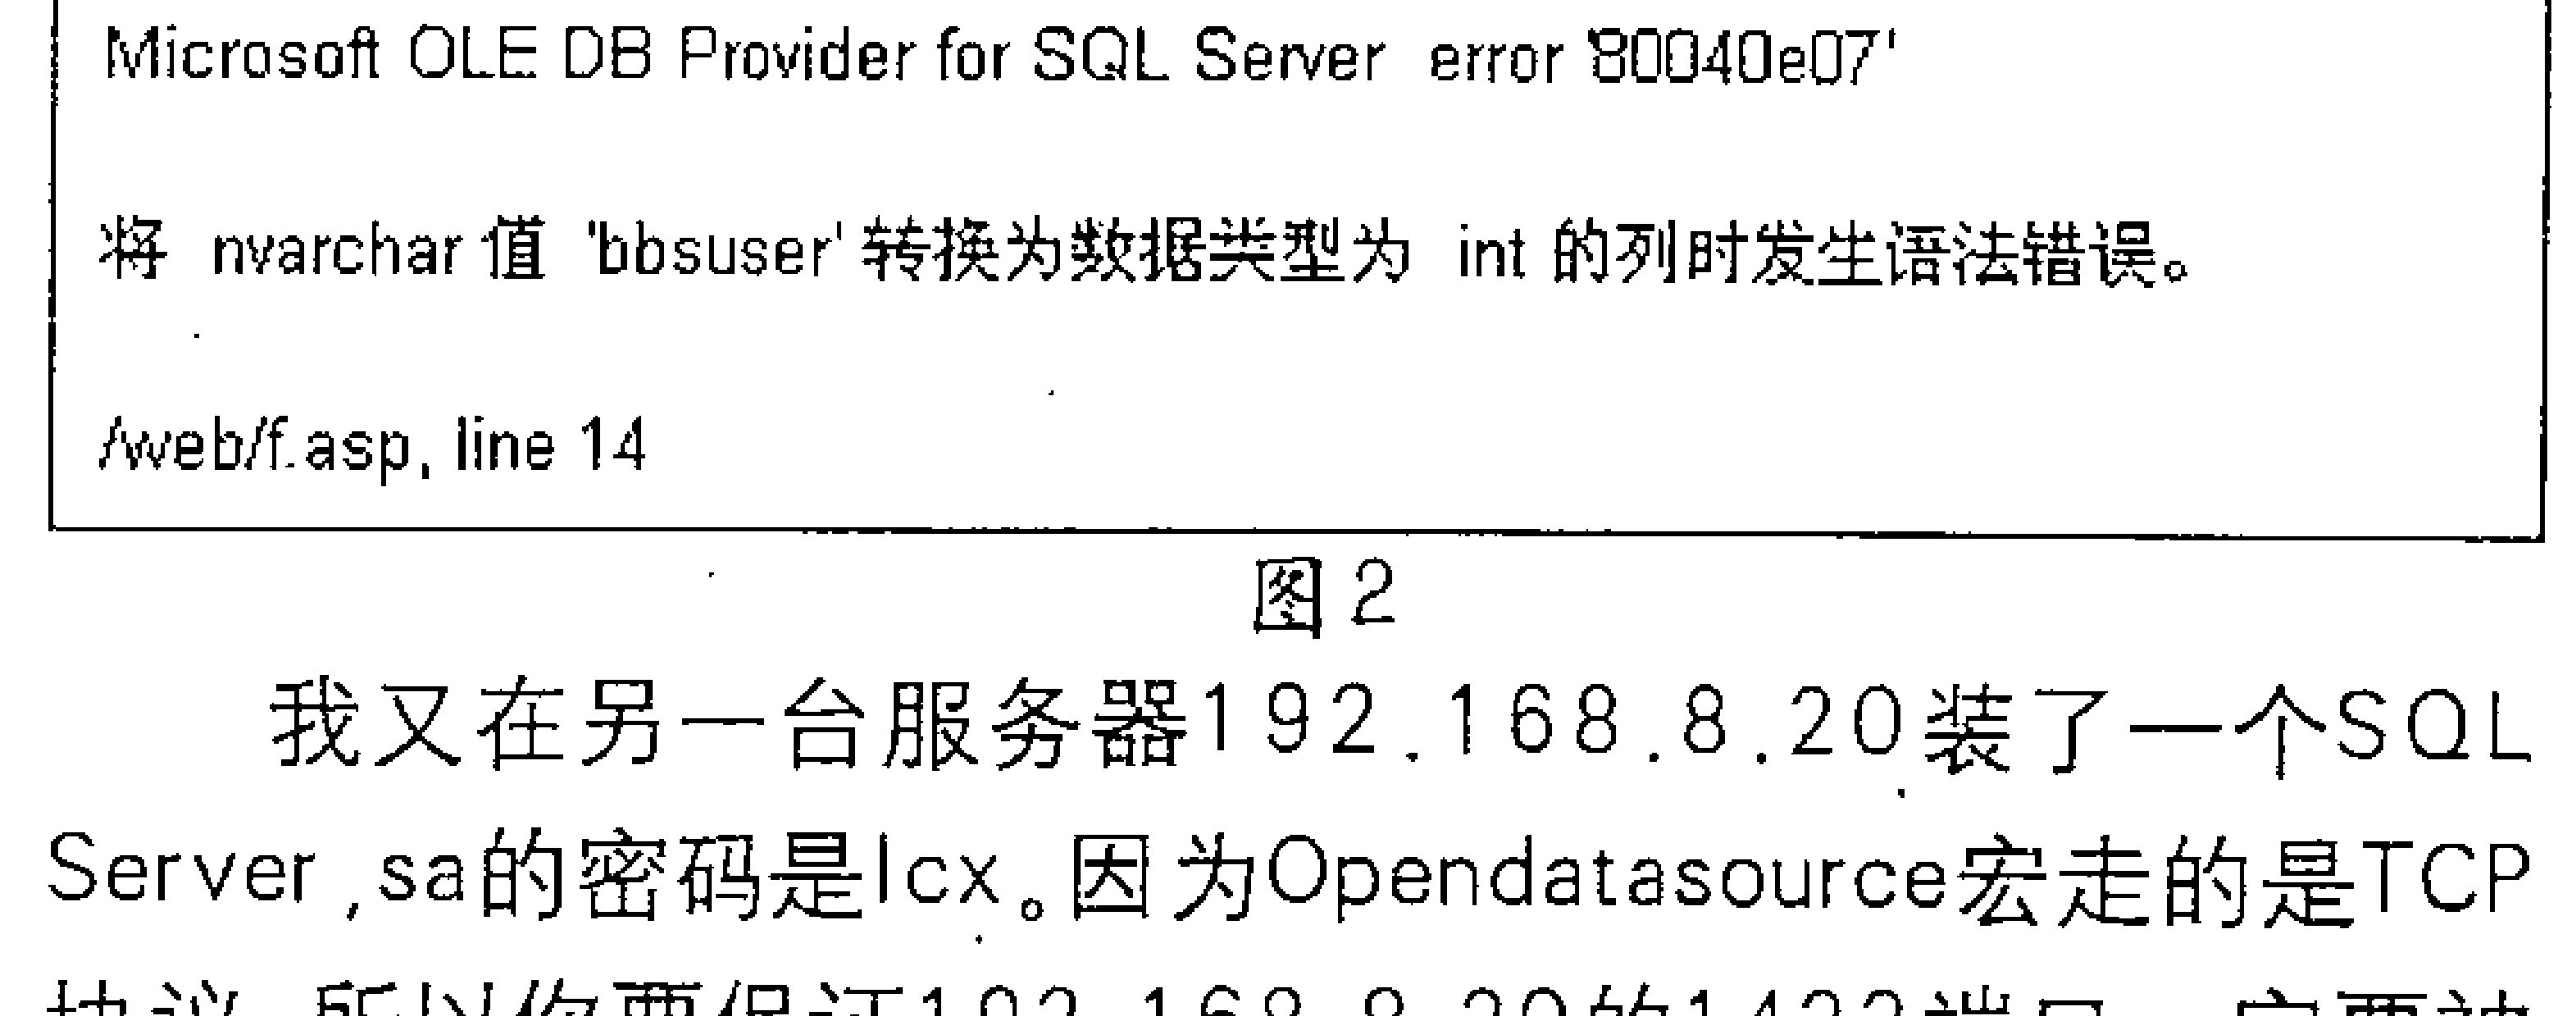 Microsoft OLE DB Provider for SQL Server  error '80040e07'
将 nvarchar 值 'bbsuser' 转换为数据类型为 int 的列时发生语法错误。
/web/f.asp, line 14
图2
我又在另一台服务器192.168.8.20装了一个SQL
Server,sa的密码是lcx。因为Opendatasource宏走的是TCP